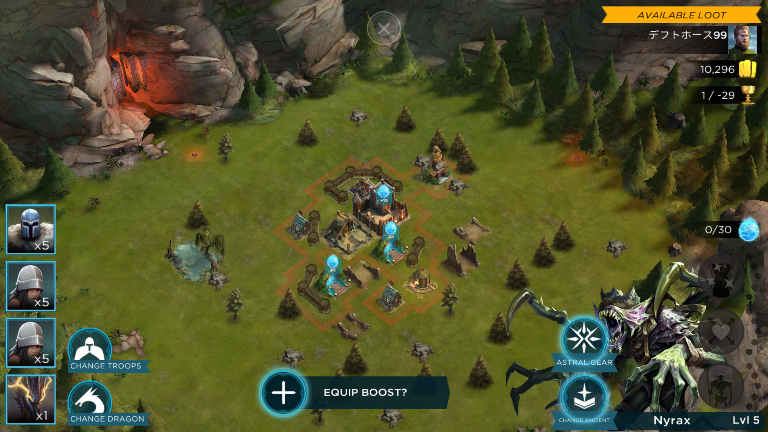 AVAILABLE LOOT
デフトホース99
10,296
1 / -29
0/30
x5
x5
x5
x1
CHANGE TROOPS
CHANGE DRAGON
EQUIP BOOST?
ASTRAL GEAR
CHANGE ANCIENT
Nyrax
Lvl 5